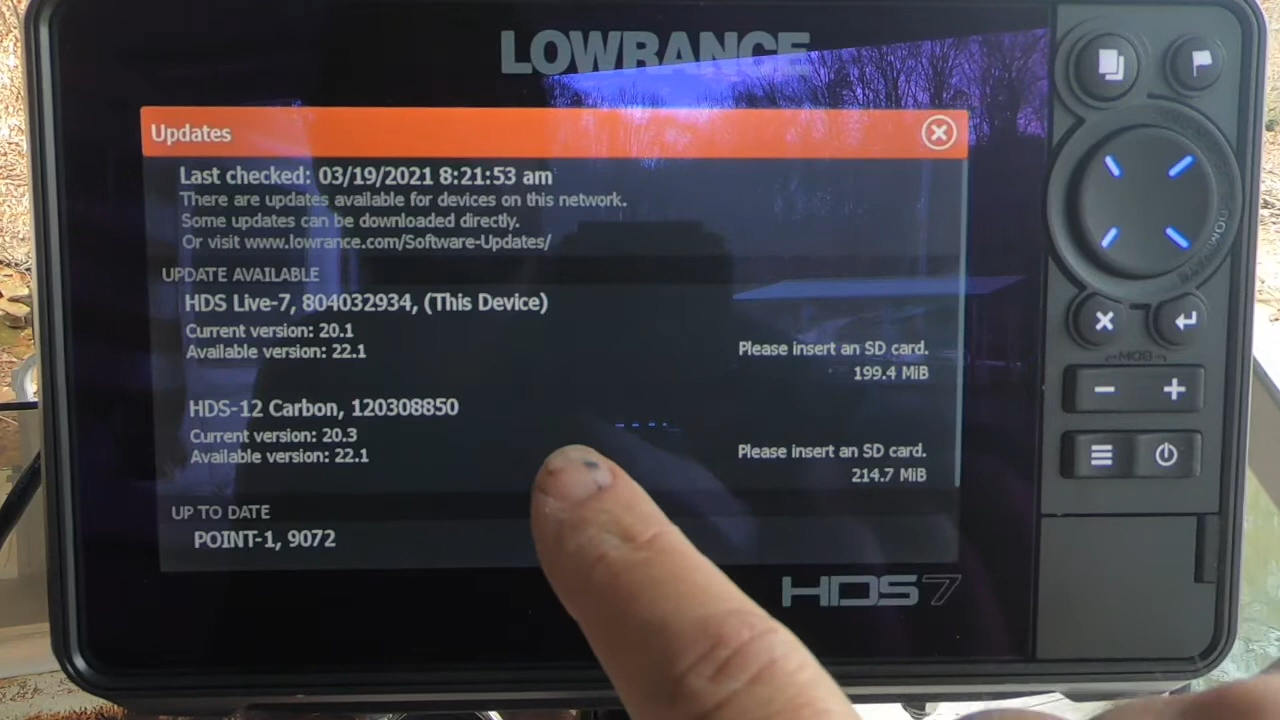 LOWRANCE
Updates
Last checked: 03/19/2021 8:21:53 am
There are updates available for devices on this network.
Some updates can be downloaded directly.
Or visit www.lowrance.com/Software-Updates/
UPDATE AVAILABLE
HDS Live-7, 804032934, (This Device)
Current version: 20.1
Available version: 22.1
Please insert an SD card.
199.4 MiB
HDS-12 Carbon, 120308850
Current version: 20.3
Available version: 22.1
Please insert an SD card.
214.7 MiB
UP TO DATE
POINT-1, 9072
HDS7
MOB